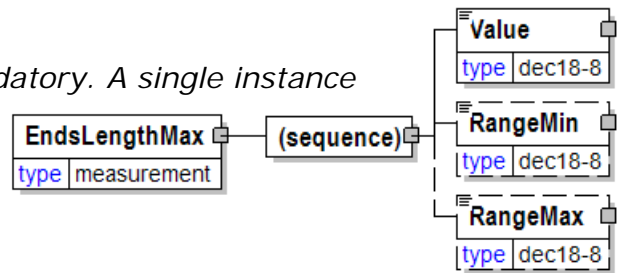 Value
type dec18-8
datory. A single instance
RangeMin
type dec18-8
EndsLengthMax
type measurement
(sequence)
RangeMax
type dec18-8